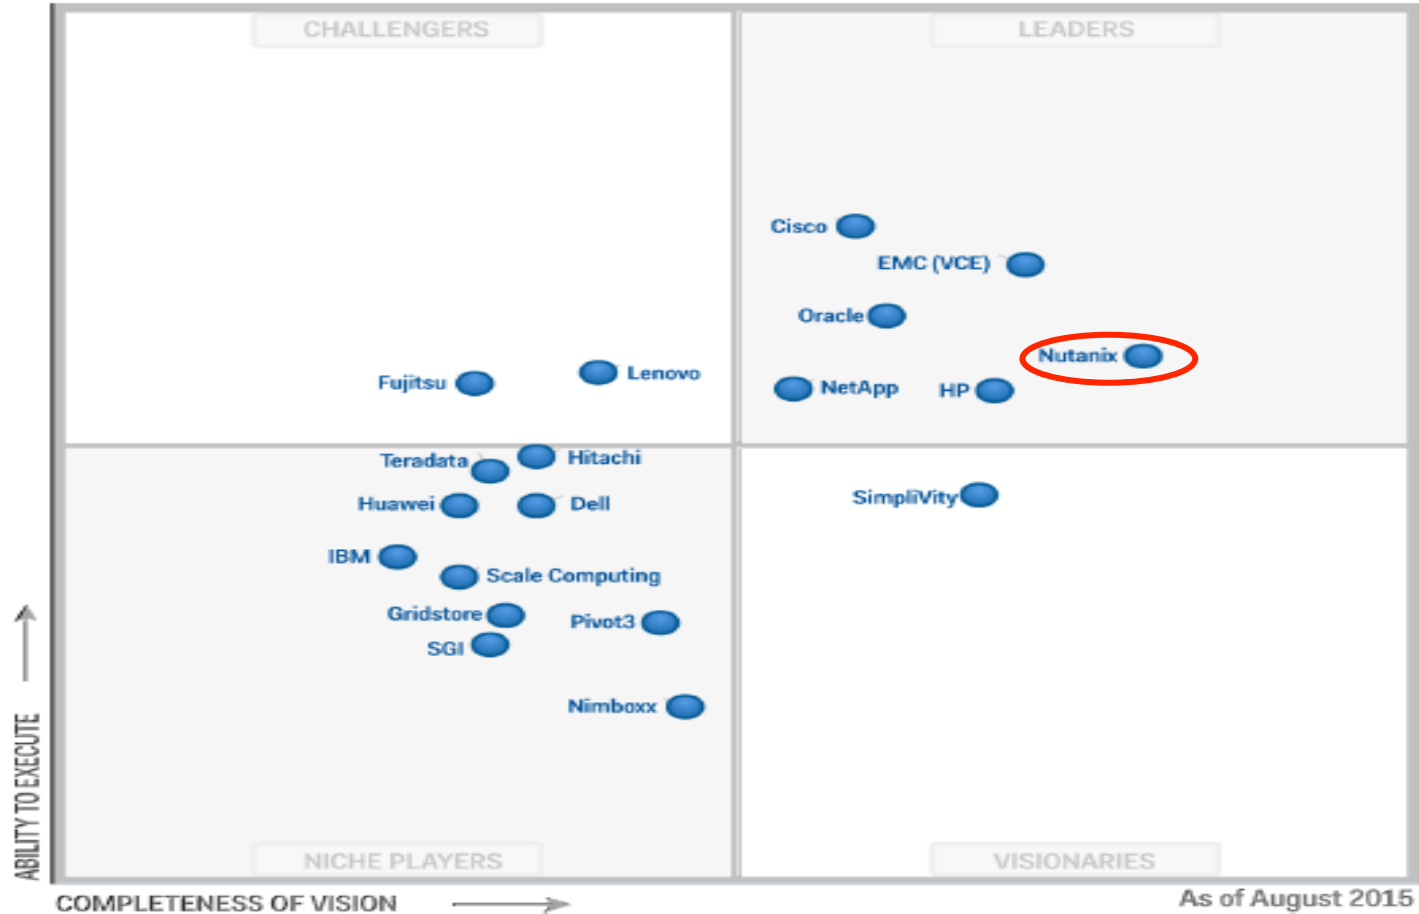 CHALLENGERS
LEADERS
Cisco
EMC (VCE)
Oracle
Nutanix
Fujitsu
Lenovo
NetApp
HP
Teradata
Hitachi
Huawei
Dell
SimpliVity
IBM
Scale Computing
Gridstore
Pivot3
SGI
Nimboxx
ABILITY TO EXECUTE
NICHE PLAYERS
VISIONARIES
COMPLETENESS OF VISION
As of August 2015